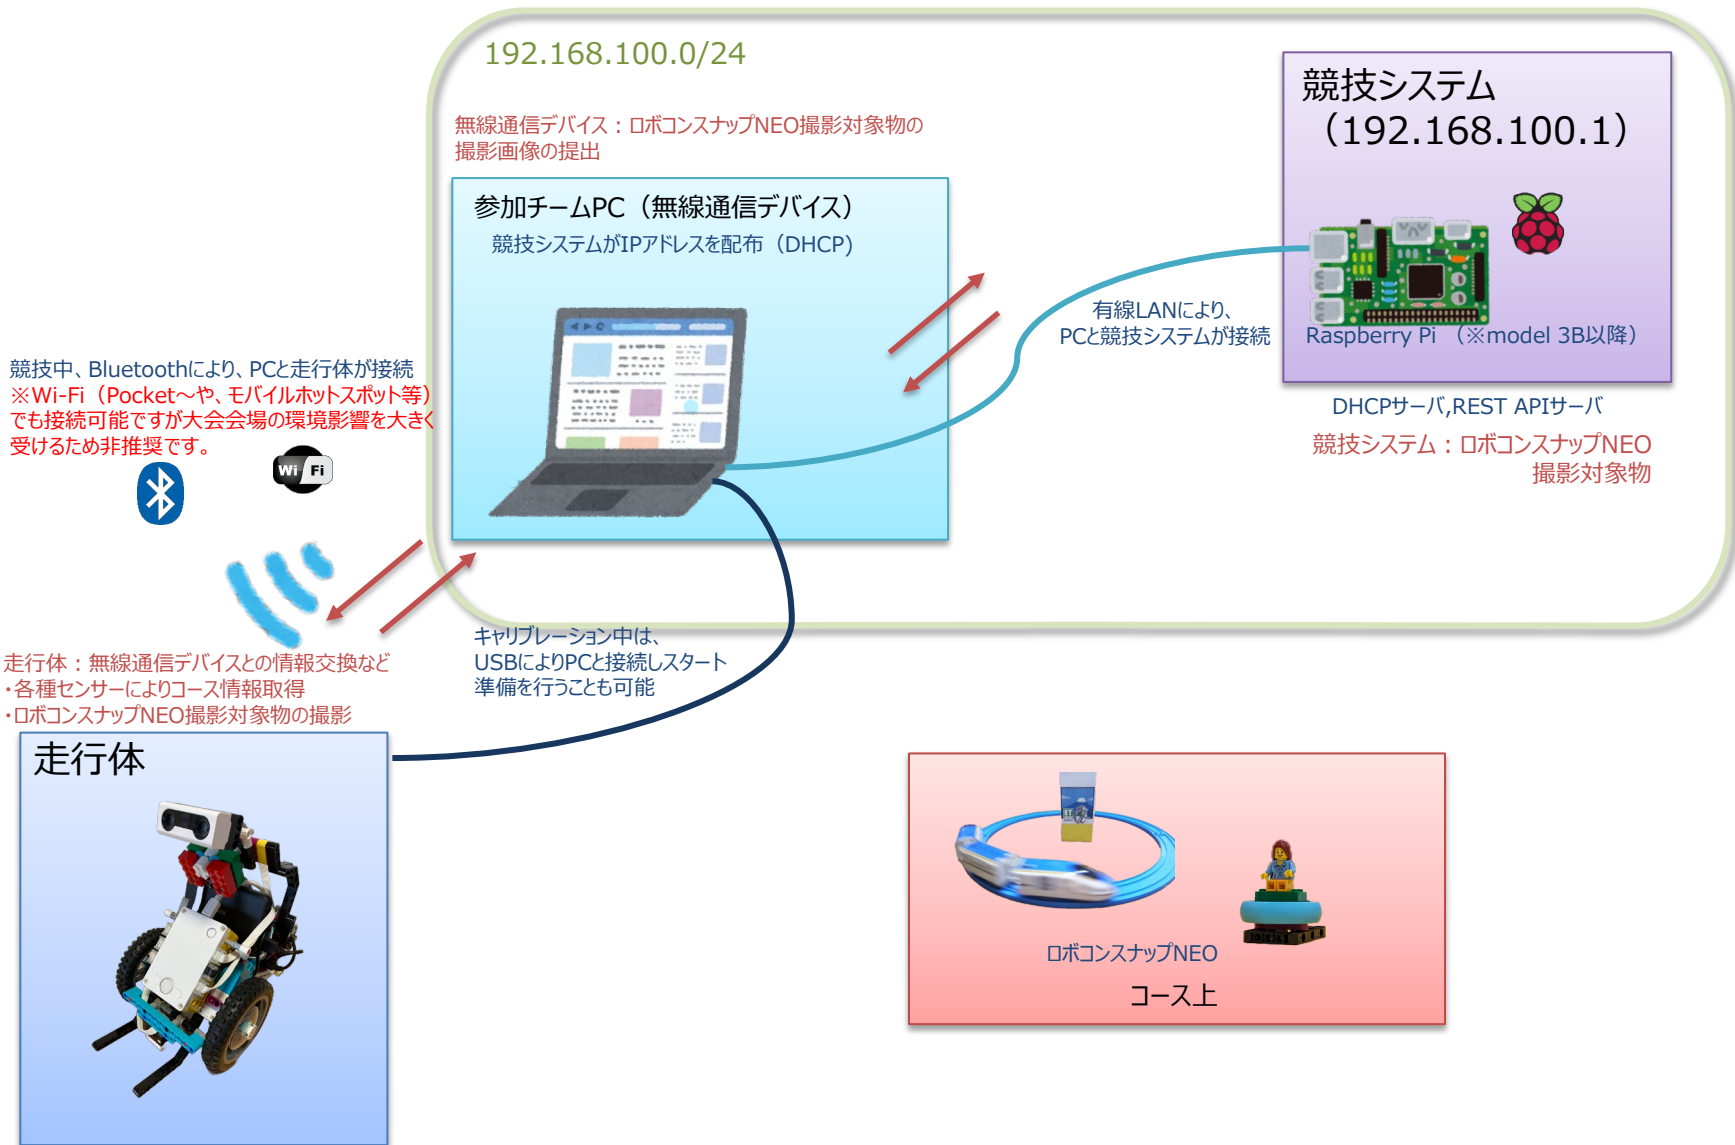 192.168.100.0/24
無線通信デバイス：ロボコンスナップNEO撮影対象物の
撮影画像の提出
参加チームPC（無線通信デバイス）
競技システムがIPアドレスを配布（DHCP)
競技システム
（192.168.100.1）
Raspberry Pi （※model 3B以降）
有線LANにより、
PCと競技システムが接続
DHCPサーバ,REST APIサーバ
競技システム：ロボコンスナップNEO
撮影対象物
競技中、Bluetoothにより、PCと走行体が接続
※Wi-Fi（Pocket～や、モバイルホットスポット等）
でも接続可能ですが大会会場の環境影響を大きく
受けるため非推奨です。
Wi Fi
キャリブレーション中は、
USBによりPCと接続しスタート
準備を行うことも可能
走行体：無線通信デバイスとの情報交換など
・各種センサーによりコース情報取得
・ロボコンスナップNEO撮影対象物の撮影
走行体
ロボコンスナップNEO
コース上